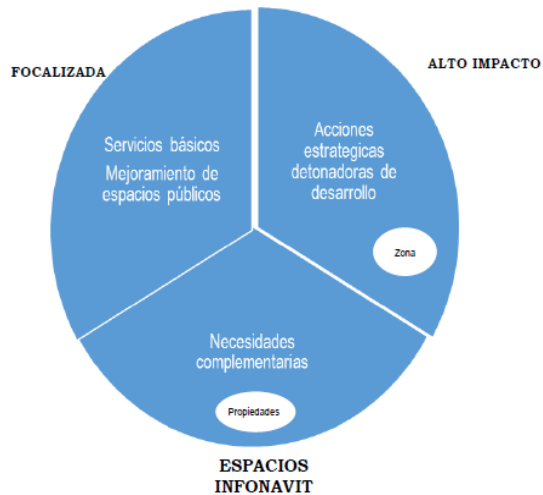 FOCALIZADA
Servicios básicos
Mejoramiento de
espacios públicos
ALTO IMPACTO
Acciones
estrategicas
detonadoras de
desarrollo
Zona
Necesidades
complementarias
Propiedades
ESPACIOS
INFONAVIT